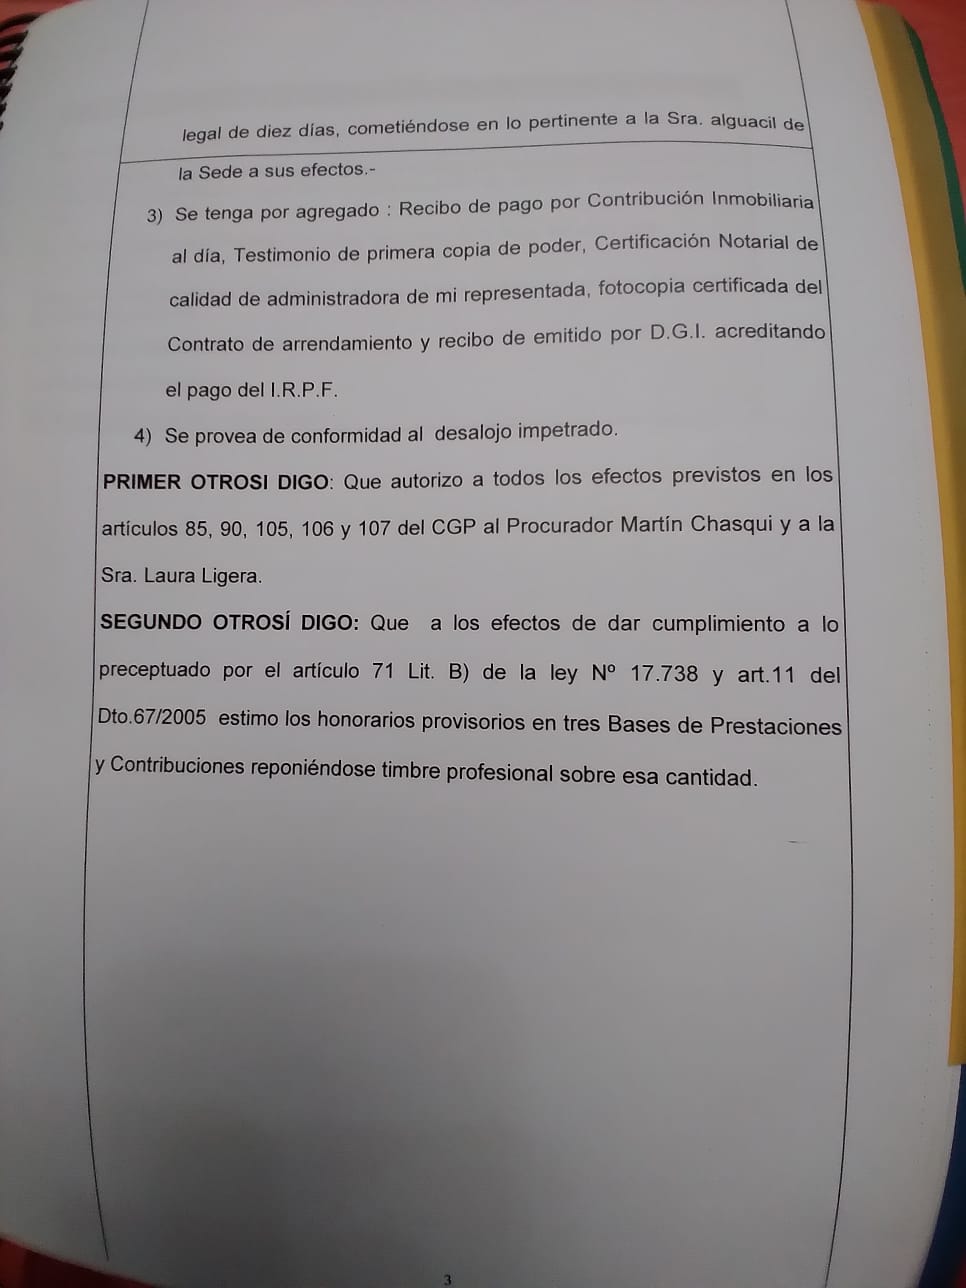 legal de diez días, cometiéndose en lo pertinente a la Sra. alguacil de
la Sede a sus efectos.-
3) Se tenga por agregado : Recibo de pago por Contribución Inmobiliaria
al día, Testimonio de primera copia de poder, Certificación Notarial de
calidad de administradora de mi representada, fotocopia certificada del
Contrato de arrendamiento y recibo de emitido por D.G.I. acreditando
el pago del I.R.P.F.
4) Se provea de conformidad al desalojo impetrado.
PRIMER OTROSI DIGO: Que autorizo a todos los efectos previstos en los
artículos 85, 90, 105, 106 y 107 del CGP al Procurador Martín Chasqui y a la
Sra. Laura Ligera.
SEGUNDO OTROSÍ DIGO: Que a los efectos de dar cumplimiento a lo
preceptuado por el artículo 71 Lit. B) de la ley Nº 17.738 y art.11 del
Dto.67/2005 estimo los honorarios provisorios en tres Bases de Prestaciones
y Contribuciones reponiéndose timbre profesional sobre esa cantidad.
3